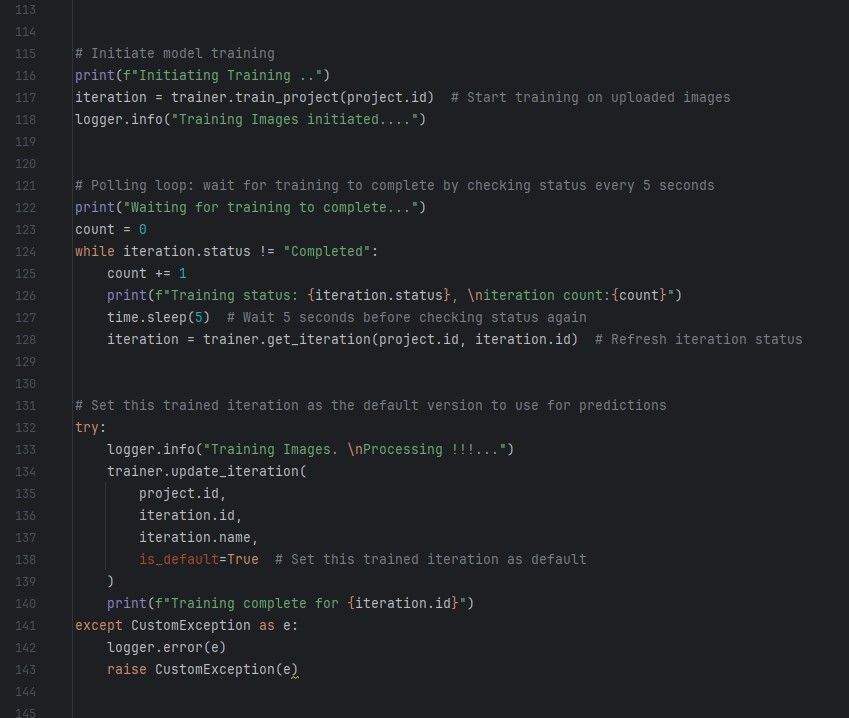 113
114
115 # Initiate model training
116 print(f"Initiating Training ..")
117 iteration = trainer.train_project(project.id)  # Start training on uploaded images
118 logger.info("Training Images initiated....")
119
120
121 # Polling loop: wait for training to complete by checking status every 5 seconds
122 print("Waiting for training to complete...")
123 count = 0
124 while iteration.status != "Completed":
125     count += 1
126     print(f"Training status: {iteration.status}, \niteration count:{count}")
127     time.sleep(5)  # Wait 5 seconds before checking status again
128     iteration = trainer.get_iteration(project.id, iteration.id)  # Refresh iteration status
129
130
131 # Set this trained iteration as the default version to use for predictions
132 try:
133     logger.info("Training Images. \nProcessing !!!...")
134     trainer.update_iteration(
135         project.id,
136         iteration.id,
137         iteration.name,
138         is_default=True  # Set this trained iteration as default
139     )
140     print(f"Training complete for {iteration.id}")
141 except CustomException as e:
142     logger.error(e)
143     raise CustomException(e)
144
145